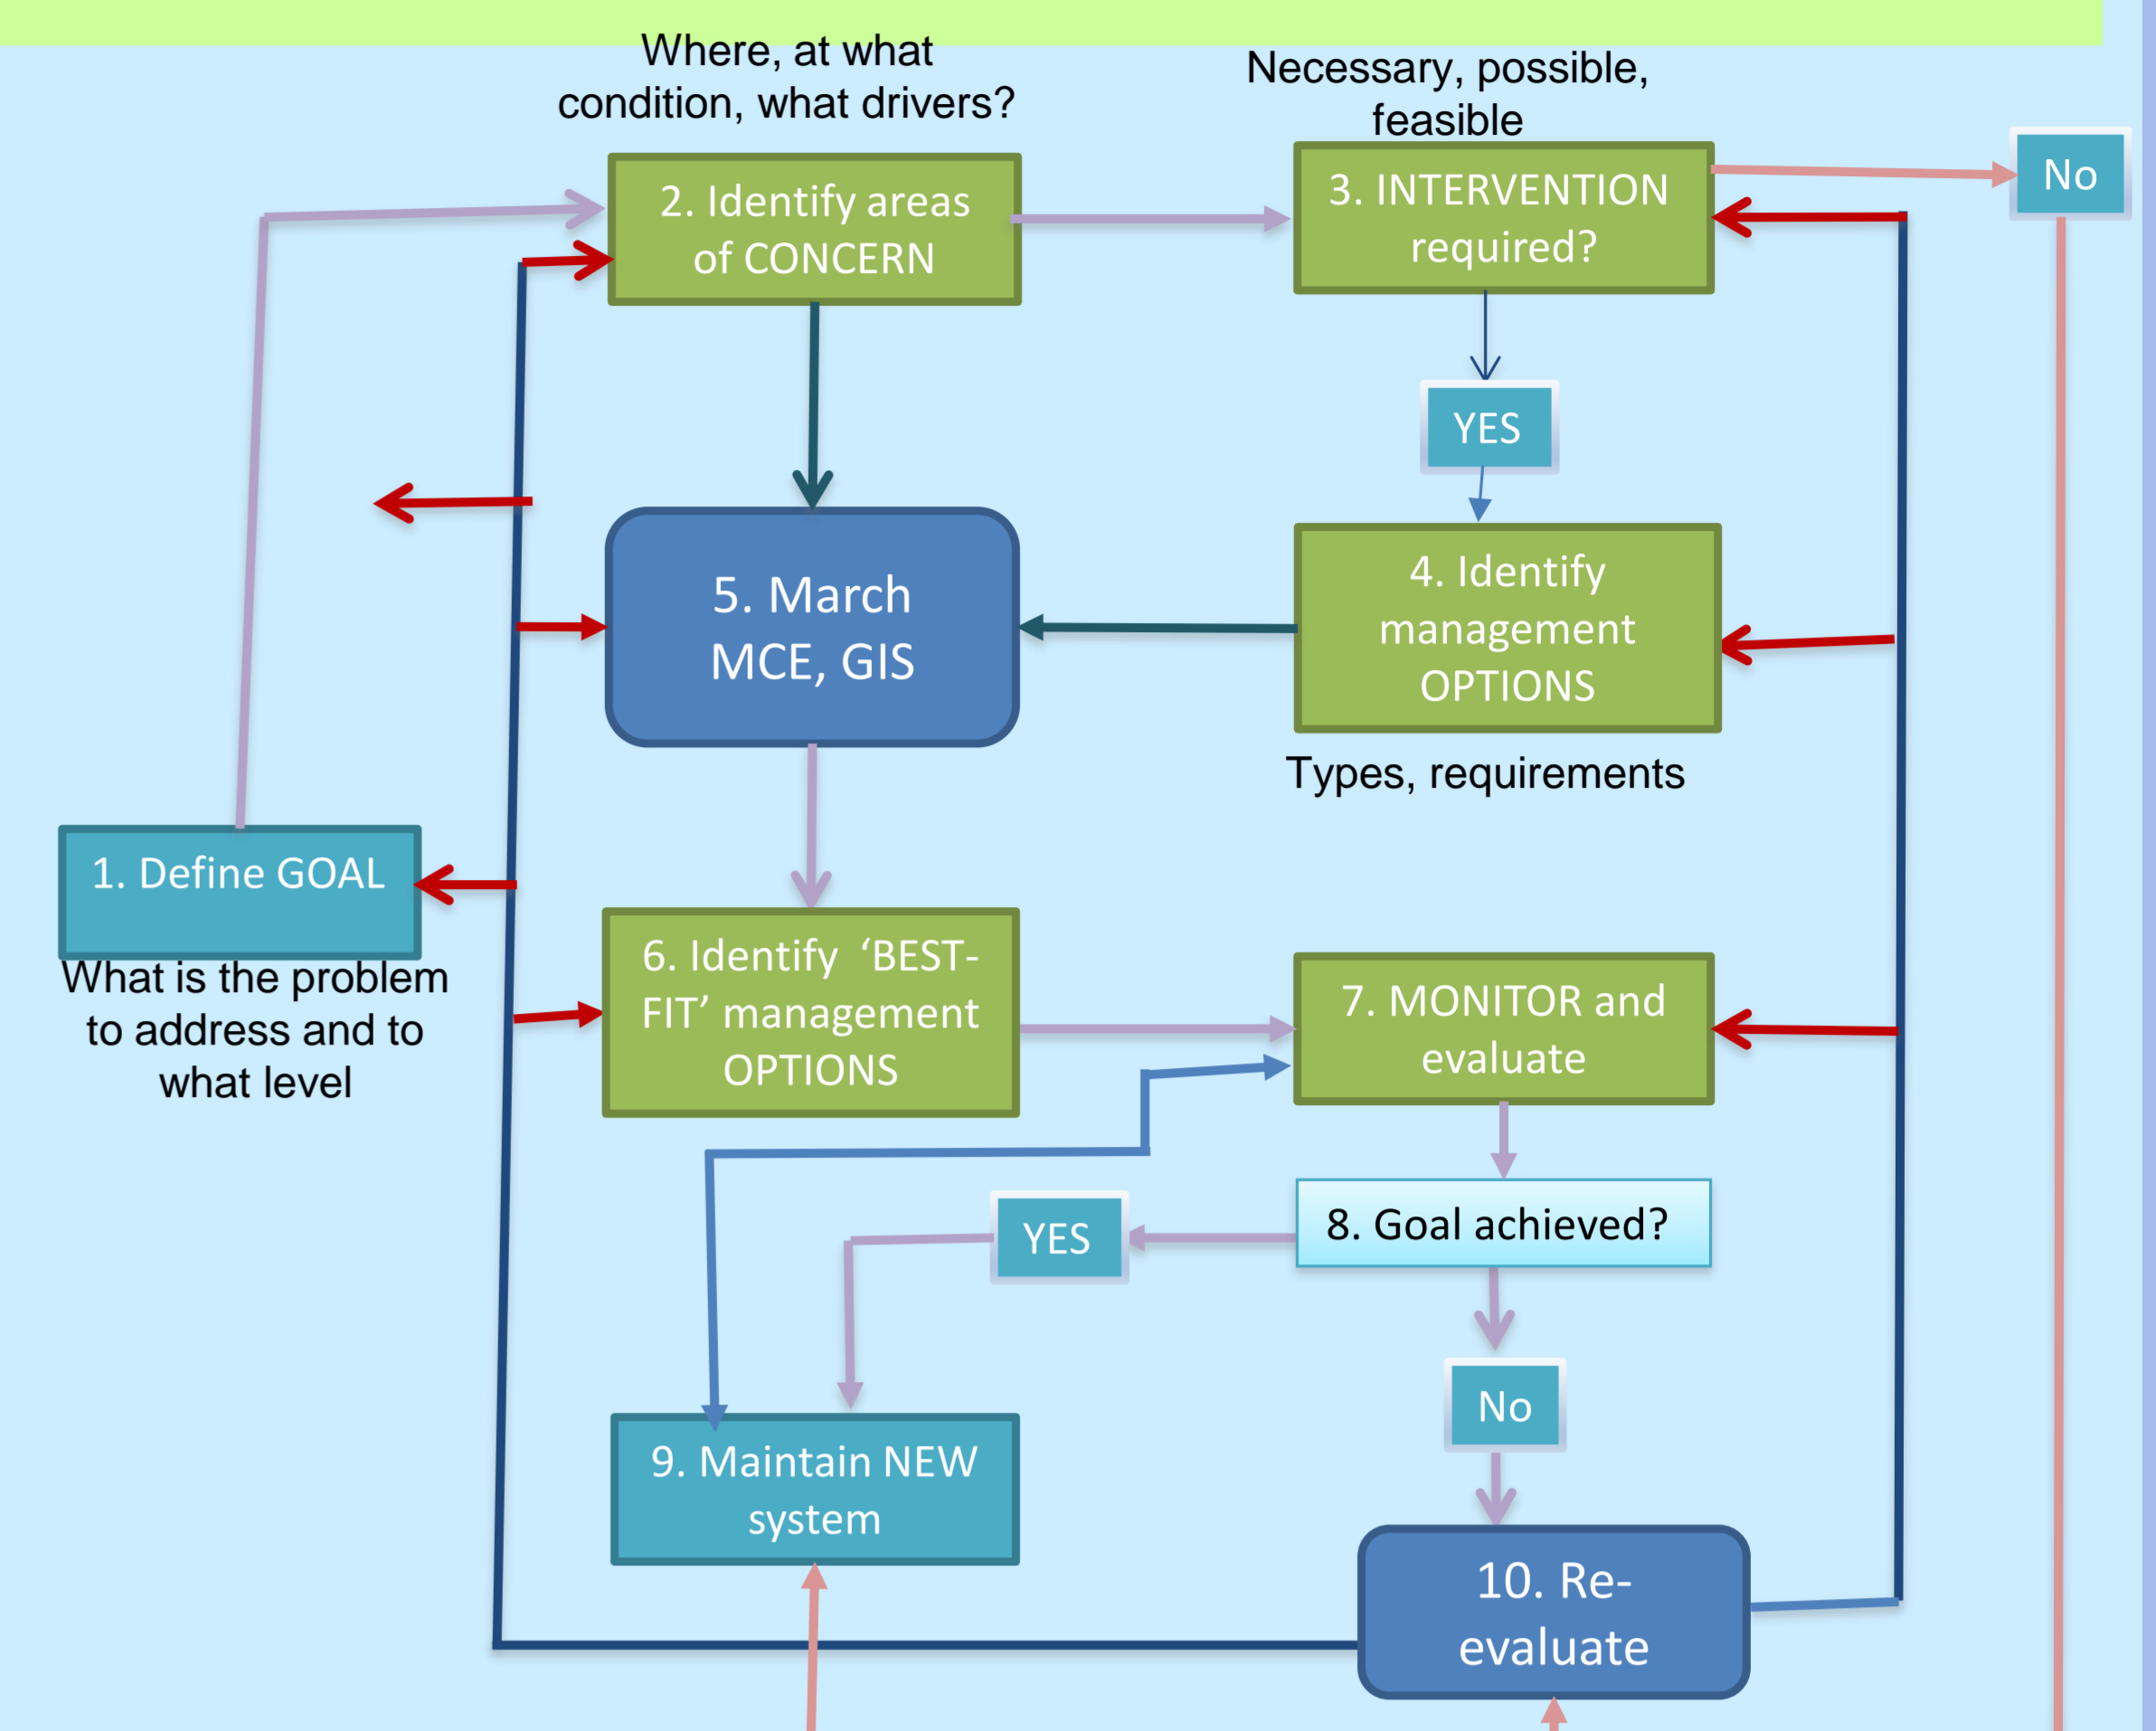 Where, at what
condition, what drivers?
Necessary, possible,
feasible
No
2. Identify areas
of CONCERN
3. INTERVENTION
required?
YES
5. March
MCE, GIS
4. Identify
management
OPTIONS
Types, requirements
1. Define GOAL
What is the problem
to address and to
what level
6. Identify ‘BEST-
FIT’ management
OPTIONS
7. MONITOR and
evaluate
YES
8. Goal achieved?
No
9. Maintain NEW
system
10. Re-
evaluate